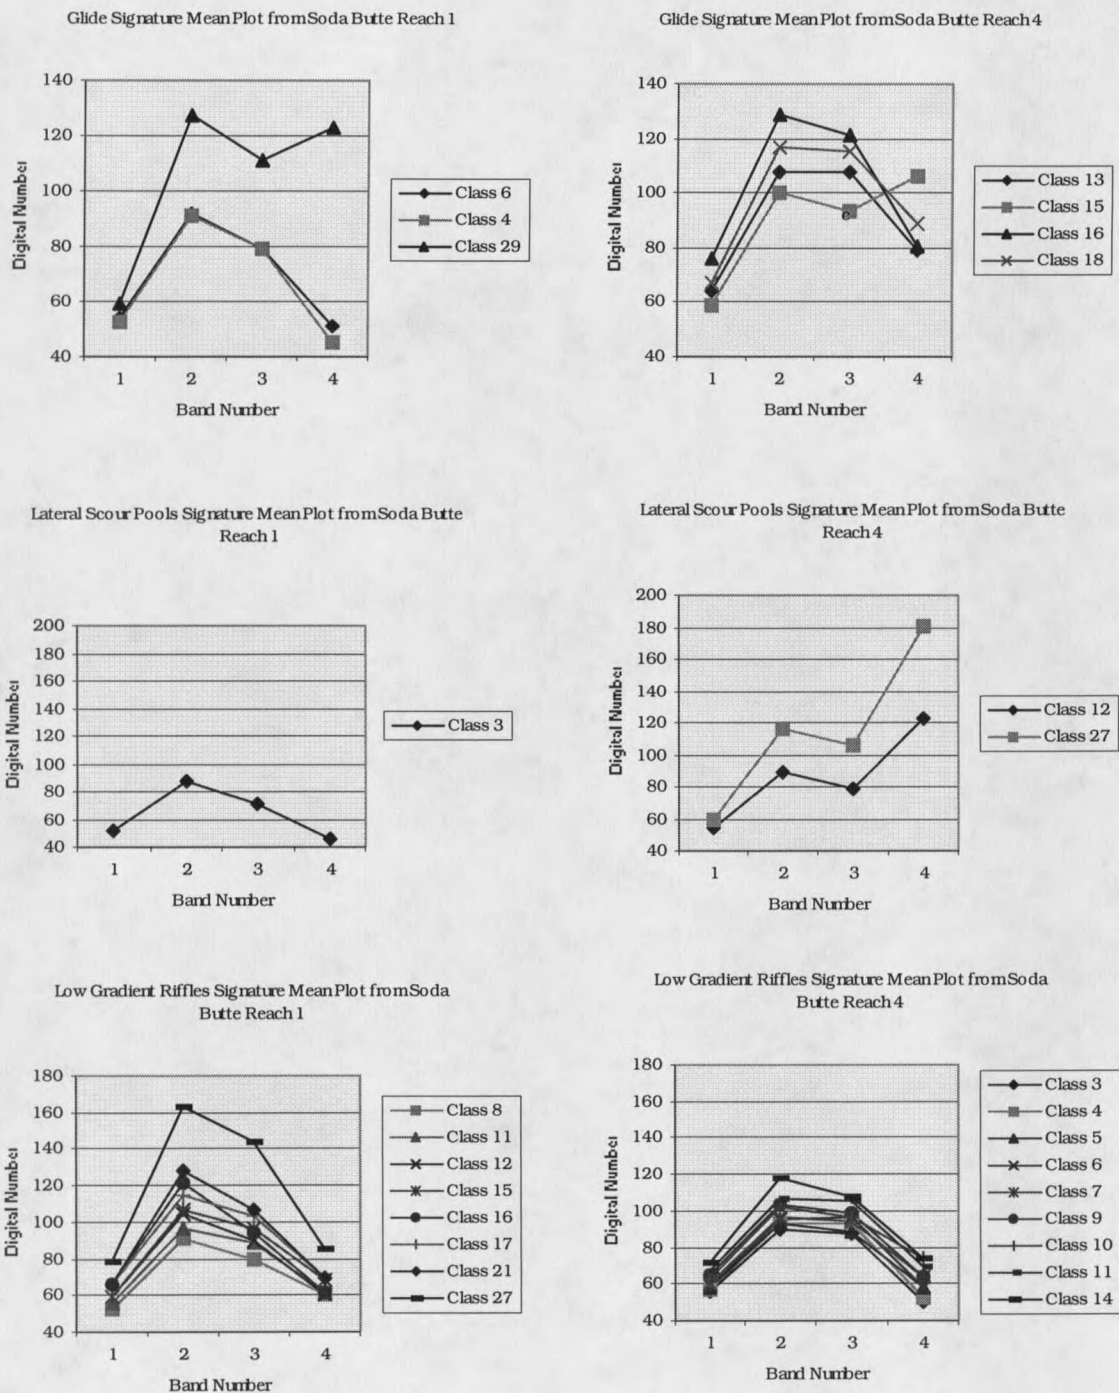 Glide Signature Mean Plot from Soda Butte Reach 1
140
120
100
80
60
40
Digital Number
1 2 3 4
Band Number
Class 6
Class 4
Class 29
Glide Signature Mean Plot from Soda Butte Reach 4
140
120
100
80
60
40
Digital Number
1 2 3 4
Band Number
Class 13
Class 15
Class 16
Class 18
Lateral Scour Pools Signature Mean Plot from Soda Butte
Reach 1
200
180
160
140
120
100
80
60
40
Digital Number
1 2 3 4
Band Number
Class 3
Lateral Scour Pools Signature Mean Plot from Soda Butte
Reach 4
200
180
160
140
120
100
80
60
40
Digital Number
1 2 3 4
Band Number
Class 12
Class 27
Low Gradient Riffles Signature Mean Plot from Soda
Butte Reach 1
180
160
140
120
100
80
60
40
Digital Number
1 2 3 4
Band Number
Class 8
Class 11
Class 12
Class 15
Class 16
Class 17
Class 21
Class 27
Low Gradient Riffles Signature Mean Plot from Soda
Butte Reach 4
180
160
140
120
100
80
60
40
Digital Number
1 2 3 4
Band Number
Class 3
Class 4
Class 5
Class 6
Class 7
Class 9
Class 10
Class 11
Class 14